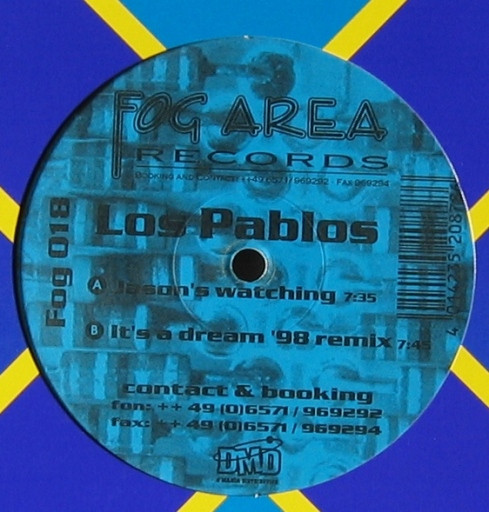 FOG AREA
RECORDS
BOOKING AND CONTACT: ++49 6571 / 969292 · FAX 969294
Los Pablos
Fog 018
A Jason's watching 7:35
B It's a dream '98 remix 7:45
contact & booking
fon: ++ 49 (0)6571 / 969292
fax: ++ 49 (0)6571 / 969294
DMD